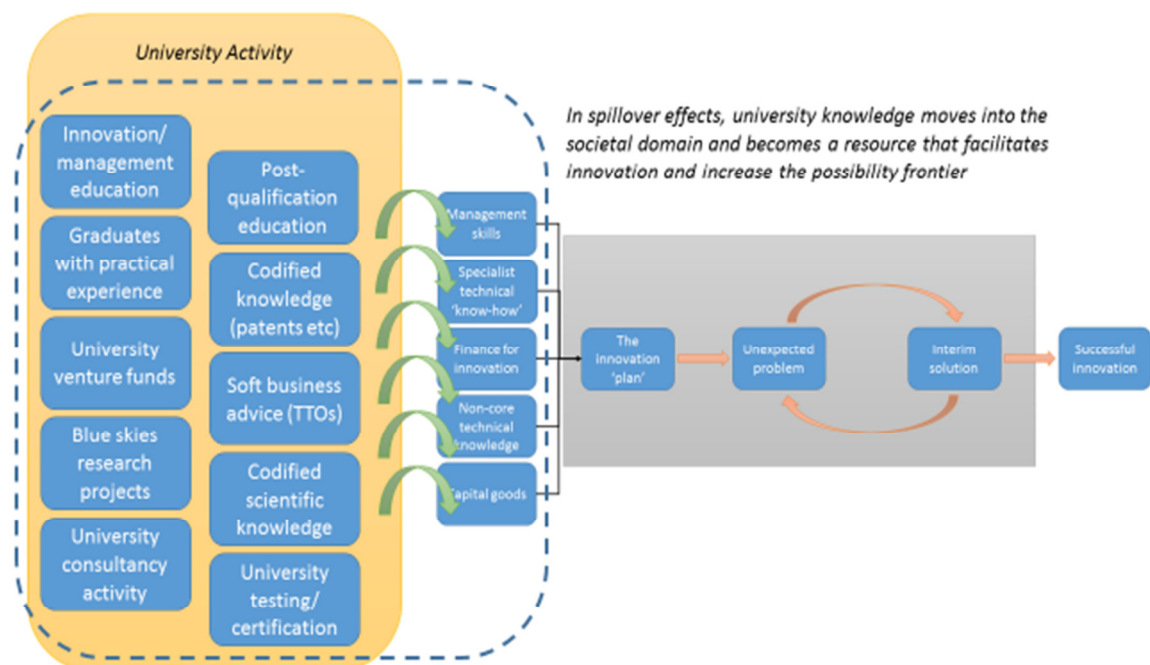 University Activity
Innovation/
management
education
Graduates
with practical
experience
University
venture funds
Blue skies
research
projects
University
consultancy
activity
Post-
qualification
education
Codified
knowledge
(patents etc)
Soft business
advice (TTOs)
Codified
scientific
knowledge
University
testing/
certification
Management
skills
Specialist
technical
'know-how'
Finance for
innovation
Non-core
technical
knowledge
Capital goods
In spillover effects, university knowledge moves into the
societal domain and becomes a resource that facilitates
innovation and increase the possibility frontier
The
innovation
'plan'
Unexpected
problem
Interim
solution
Successful
innovation